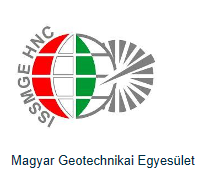 ISSMGE HNC
Magyar Geotechnikai Egyesület